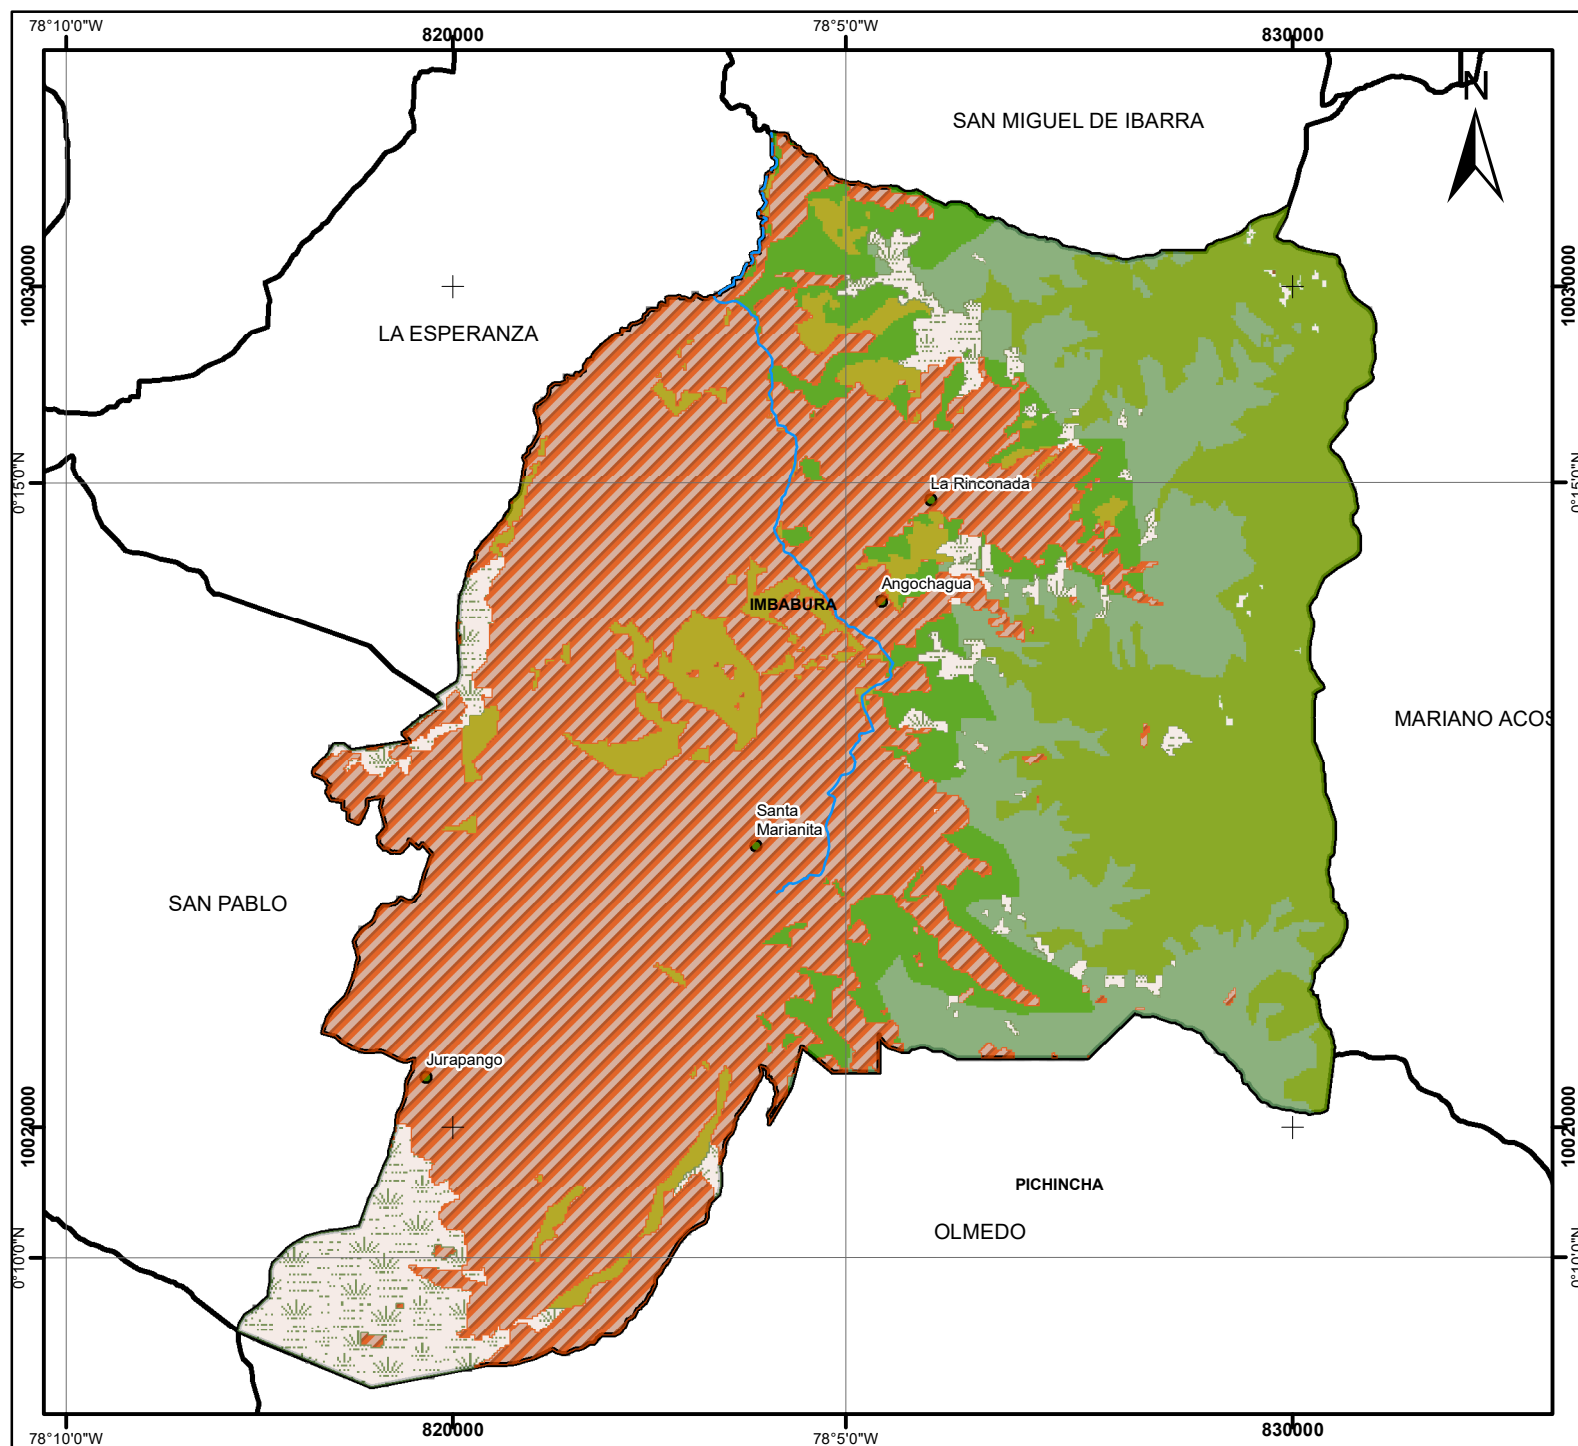 78°10'0"W
820000
78°5'0"W
830000
N
SAN MIGUEL DE IBARRA
10030000
10030000
LA ESPERANZA
0°15'0"N
0°15'0"N
La Rinconada
Angochagua
IMBABURA
MARIANO ACOS
Santa
Marianita
SAN PABLO
Jurapango
10020000
10020000
PICHINCHA
OLMEDO
0°10'0"N
0°10'0"N
78°10'0"W
820000
78°5'0"W
830000